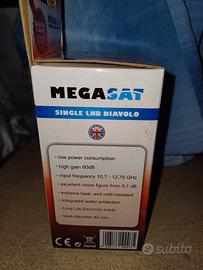 MEGASAT
SINGLE LNB DIAVOLO
• low power consumption
• high gain 60dB
• input frequency 10,7 - 12,75 GHz
• excellent noise figure from 0,1 dB
• extreme heat- and cold resistant
• integrated water protection
• Long Life Electronic inside
• feed-diameter 40 mm
CE
subito